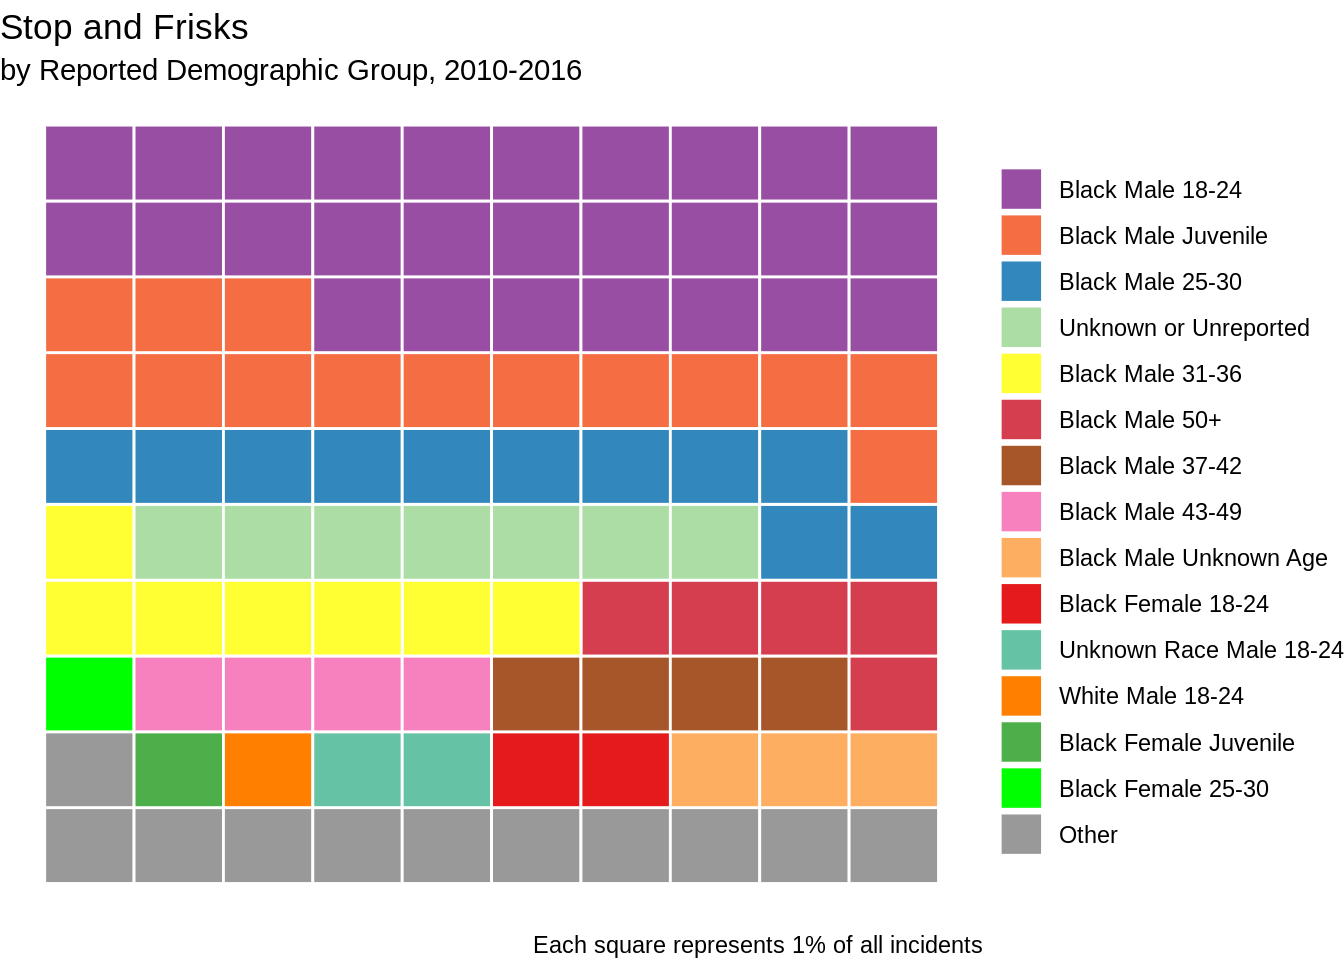 Stop and Frisks
by Reported Demographic Group, 2010-2016
Black Male 18-24
Black Male Juvenile
Black Male 25-30
Unknown or Unreported
Black Male 31-36
Black Male 50+
Black Male 37-42
Black Male 43-49
Black Male Unknown Age
Black Female 18-24
Unknown Race Male 18-24
White Male 18-24
Black Female Juvenile
Black Female 25-30
Other
Each square represents 1% of all incidents